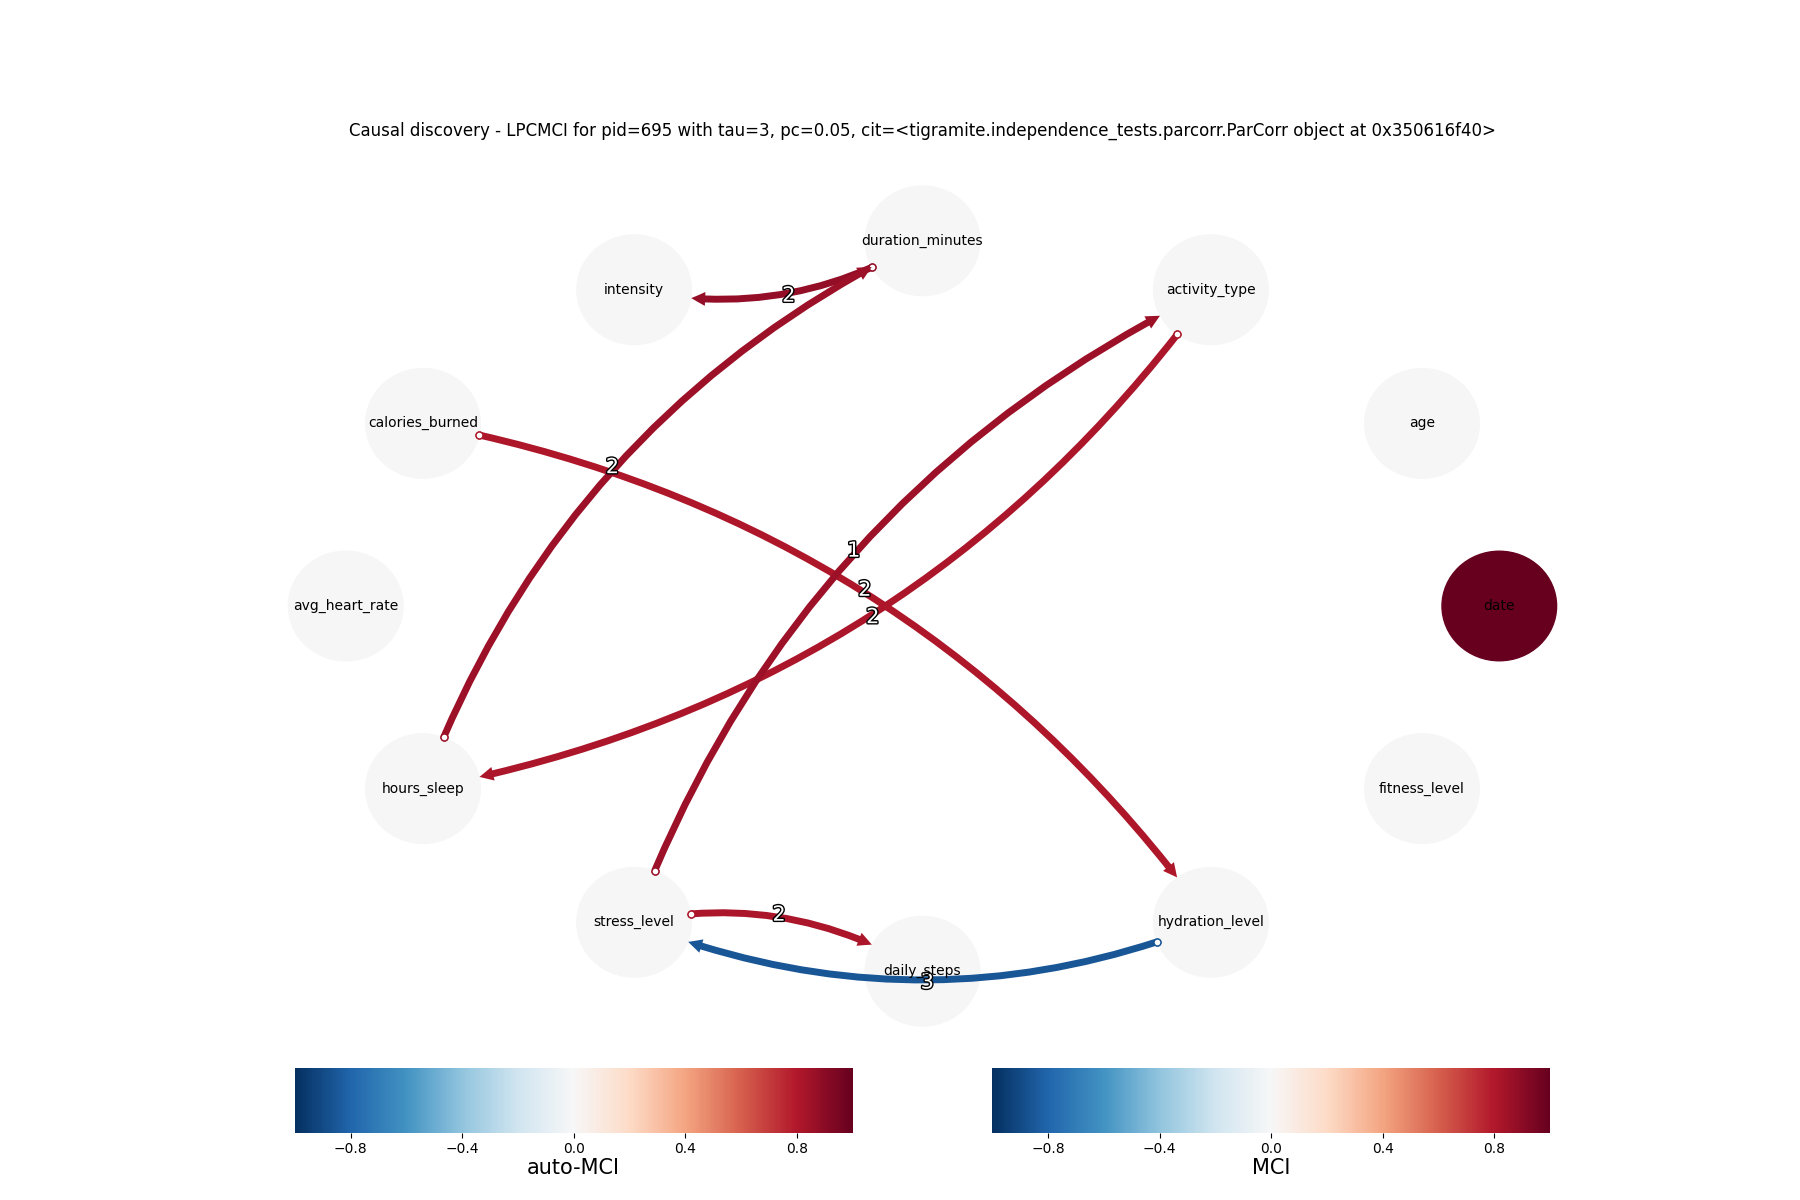 Causal discovery - LPCMCI for pid=695 with tau=3, pc=0.05, cit=<tigramite.independence_tests.parcorr.ParCorr object at 0x350616f40>
duration_minutes
intensity
activity_type
2
calories_burned
age
2
1
2
2
avg_heart_rate
date
hours_sleep
fitness_level
stress_level
2
hydration_level
daily_steps
3
−0.8 −0.4 0.0 0.4 0.8
auto-MCI
−0.8 −0.4 0.0 0.4 0.8
MCI